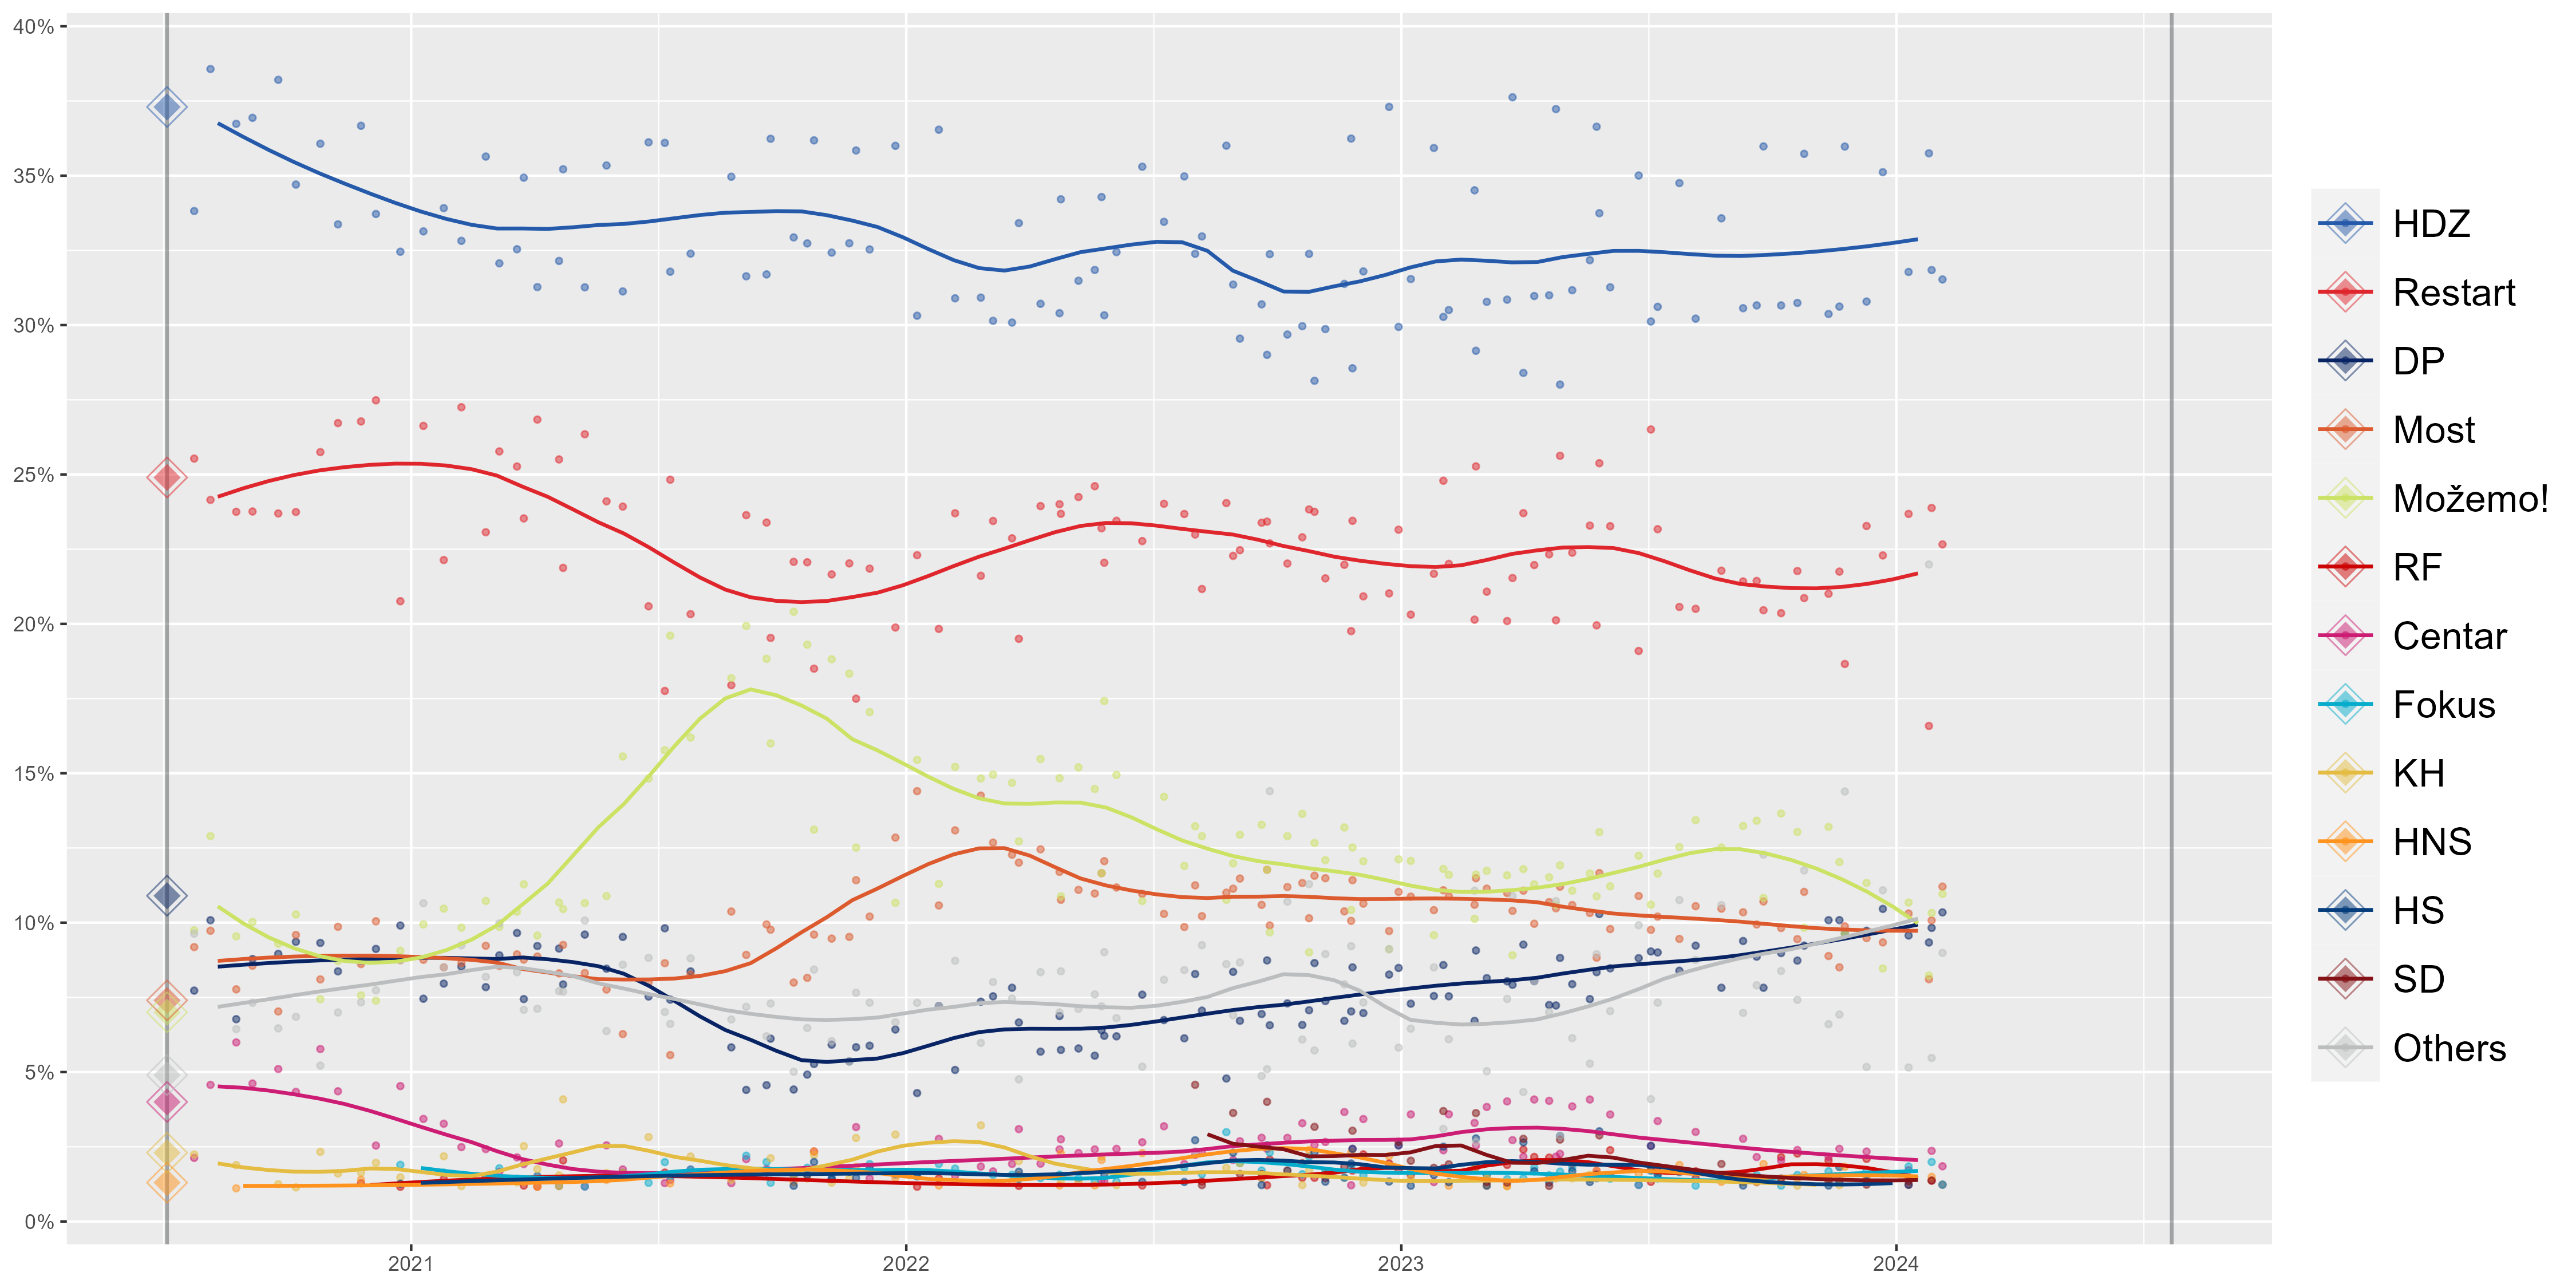 40%
35%
30%
25%
20%
15%
10%
5%
0%
2021
2022
2023
2024
HDZ
Restart
DP
Most
Možemo!
RF
Centar
Fokus
KH
HNS
HS
SD
Others